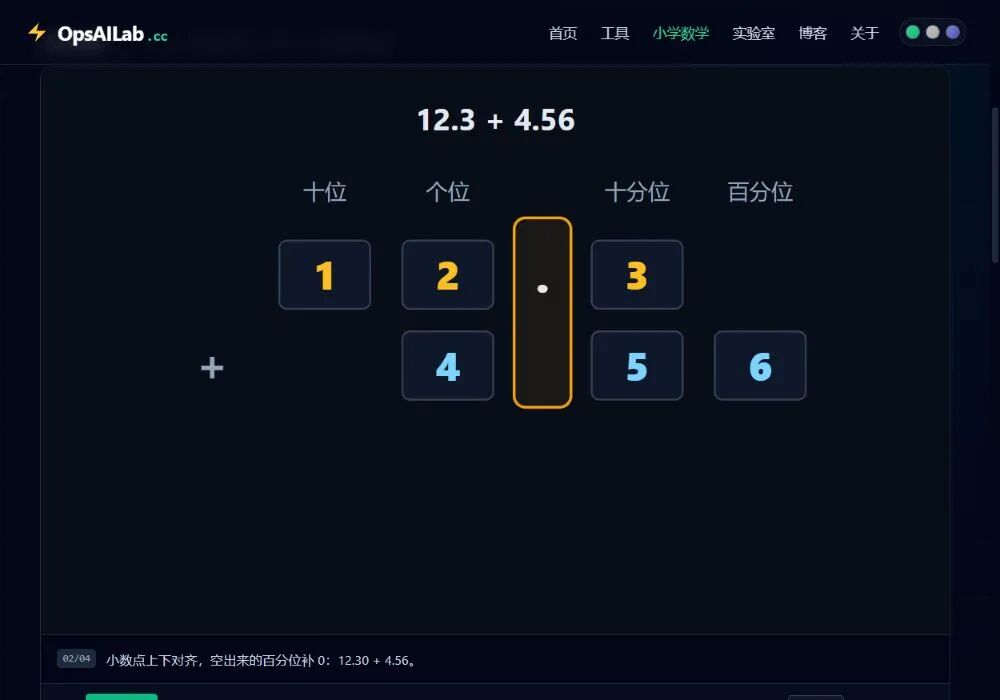 OpsAILab.cc 首页 工具 小学数学 实验室 博客 关于
12.3 + 4.56
十位 个位 十分位 百分位
1 2 . 3
+ 4 5 6
02/04 小数点上下对齐，空出来的百分位补 0：12.30 + 4.56。